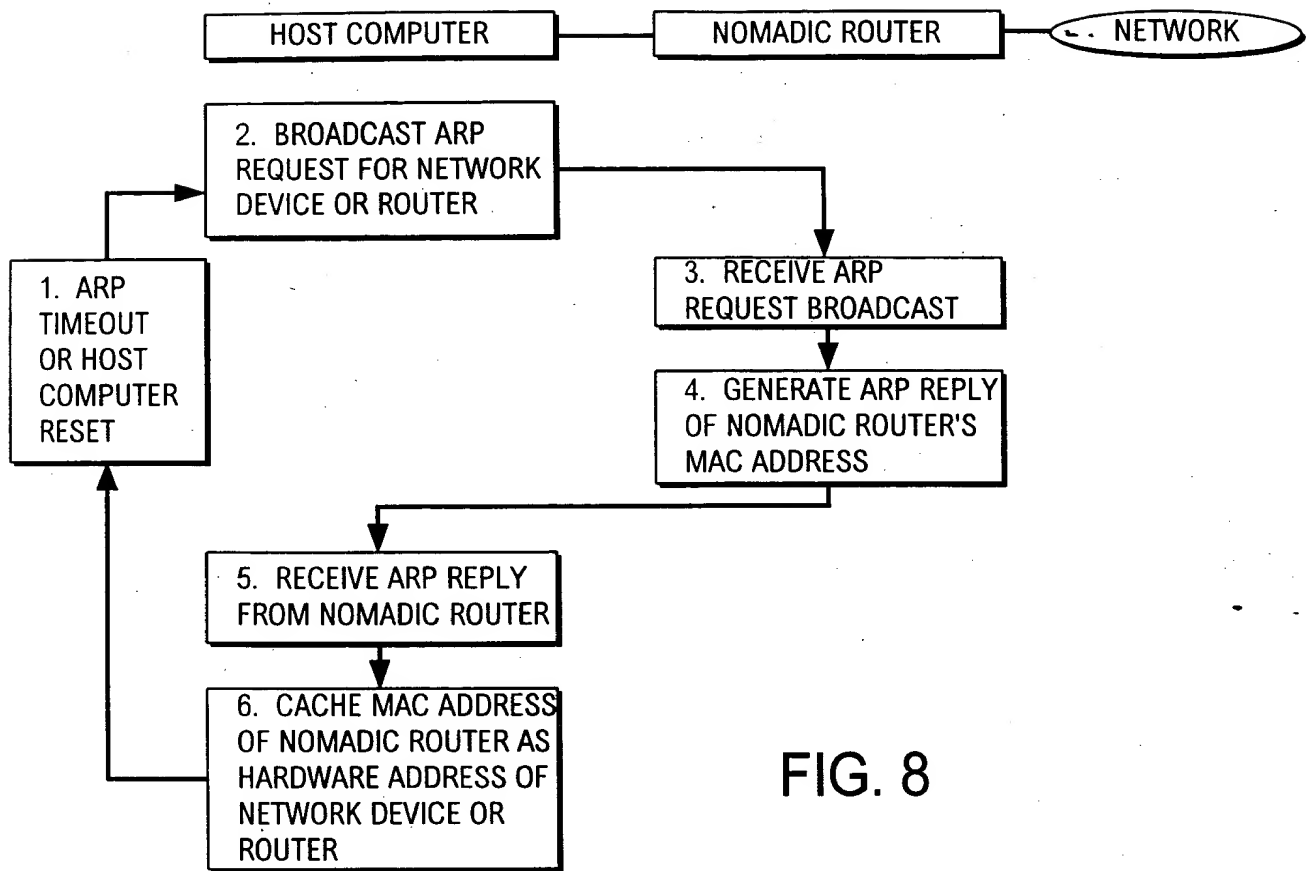 HOST COMPUTER
NOMADIC ROUTER
NETWORK
2. BROADCAST ARP
REQUEST FOR NETWORK
DEVICE OR ROUTER
1. ARP
TIMEOUT
OR HOST
COMPUTER
RESET
3. RECEIVE ARP
REQUEST BROADCAST
4. GENERATE ARP REPLY
OF NOMADIC ROUTER'S
MAC ADDRESS
5. RECEIVE ARP REPLY
FROM NOMADIC ROUTER
6. CACHE MAC ADDRESS
OF NOMADIC ROUTER AS
HARDWARE ADDRESS OF
NETWORK DEVICE OR
ROUTER
FIG. 8